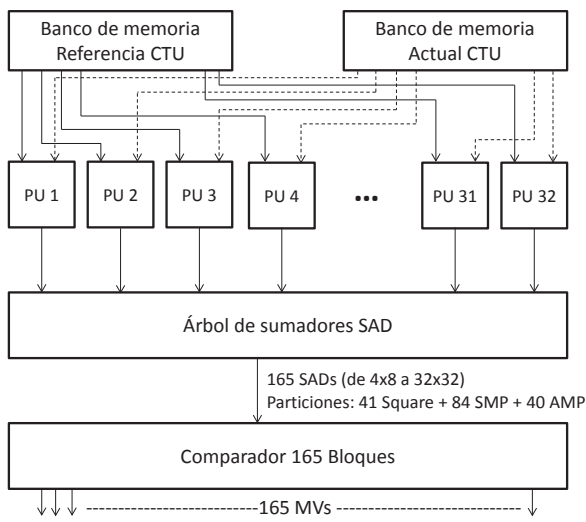 Banco de memoria
Referencia CTU
Banco de memoria
Actual CTU
PU 1
PU 2
PU 3
PU 4
...
PU 31
PU 32
Árbol de sumadores SAD
165 SADs (de 4x8 a 32x32)
Particiones: 41 Square + 84 SMP + 40 AMP
Comparador 165 Bloques
165 MVs